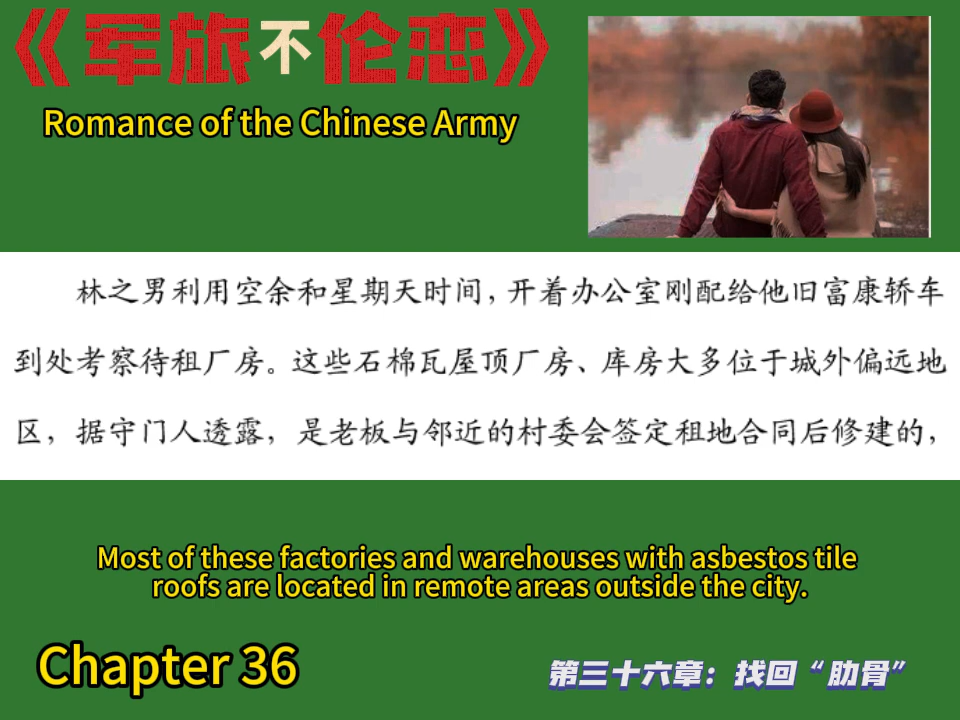 《军旅不伦恋》
Romance of the Chinese Army
林之男利用空余和星期天时间，开着办公室刚配给他旧富康轿车
到处考察待租厂房。这些石棉瓦屋顶厂房、库房大多位于城外偏远地
区，据守门人透露，是老板与邻近的村委会签定租地合同后修建的，
Most of these factories and warehouses with asbestos tile
roofs are located in remote areas outside the city.
Chapter 36
第三十六章：找回“肋骨”